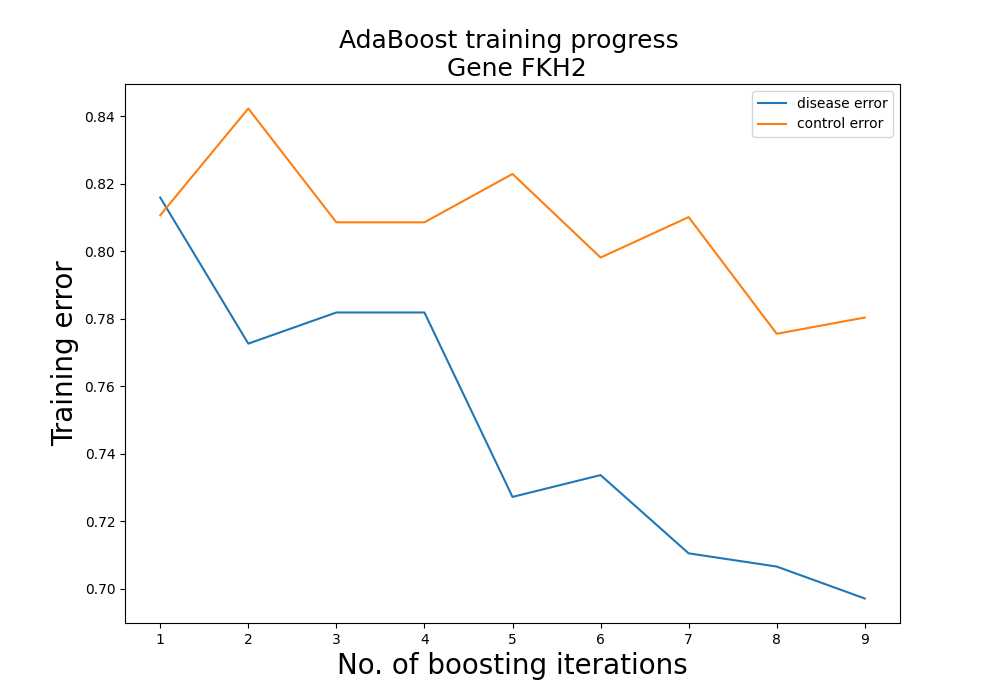 AdaBoost training progress
Gene FKH2
disease error
control error
Training error
0.84
0.82
0.80
0.78
0.76
0.74
0.72
0.70
1 2 3 4 5 6 7 8 9
No. of boosting iterations